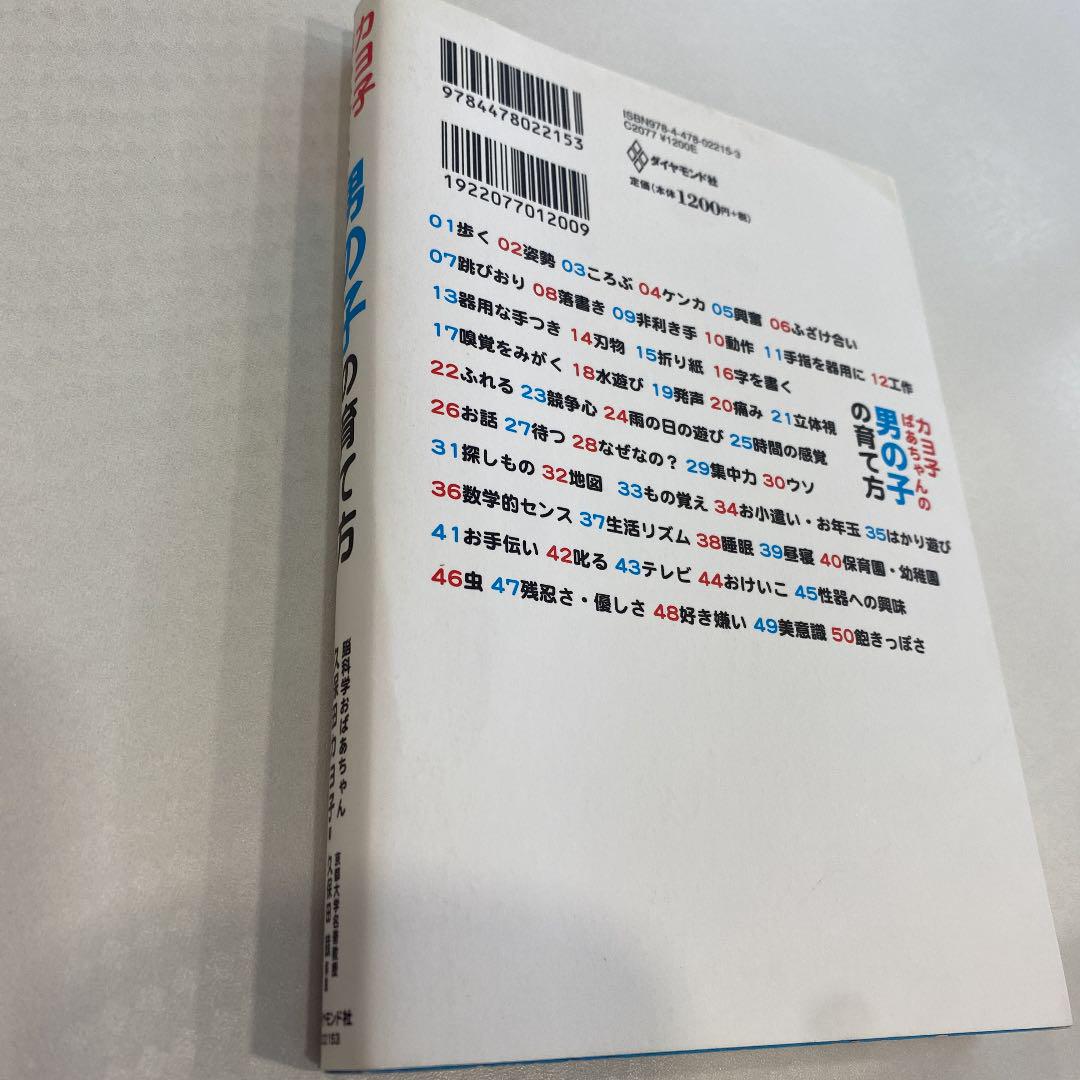 9784478022153
1922077012009
ISBN978-4-478-02215-3
C2077 ¥1200E
ダイヤモンド社
定価(本体1200円+税)
01歩く 02姿勢 03ころぶ 04ケンカ 05興奮 06ふざけ合い
07跳びおり 08落書き 09非利き手 10動作 11手指を器用に 12工作
13器用な手つき 14刃物 15折り紙 16字を書く
17嗅覚をみがく 18水遊び 19発声 20痛み 21立体視
22ふれる 23競争心 24雨の日の遊び 25時間の感覚
26お話 27待つ 28なぜなの? 29集中力 30ウソ
31探しもの 32地図 33もの覚え 34お小遣い・お年玉 35はかり遊び
36数学的センス 37生活リズム 38睡眠 39昼寝 40保育園・幼稚園
41お手伝い 42叱る 43テレビ 44おけいこ 45性器への興味
46虫 47残忍さ・優しさ 48好き嫌い 49美意識 50飽きっぽさ
カヨ子
ばあちゃんの
男の子
の育て方
カヨ子
男の子の育て方
脳科学おばあちゃん
久保田カヨ子